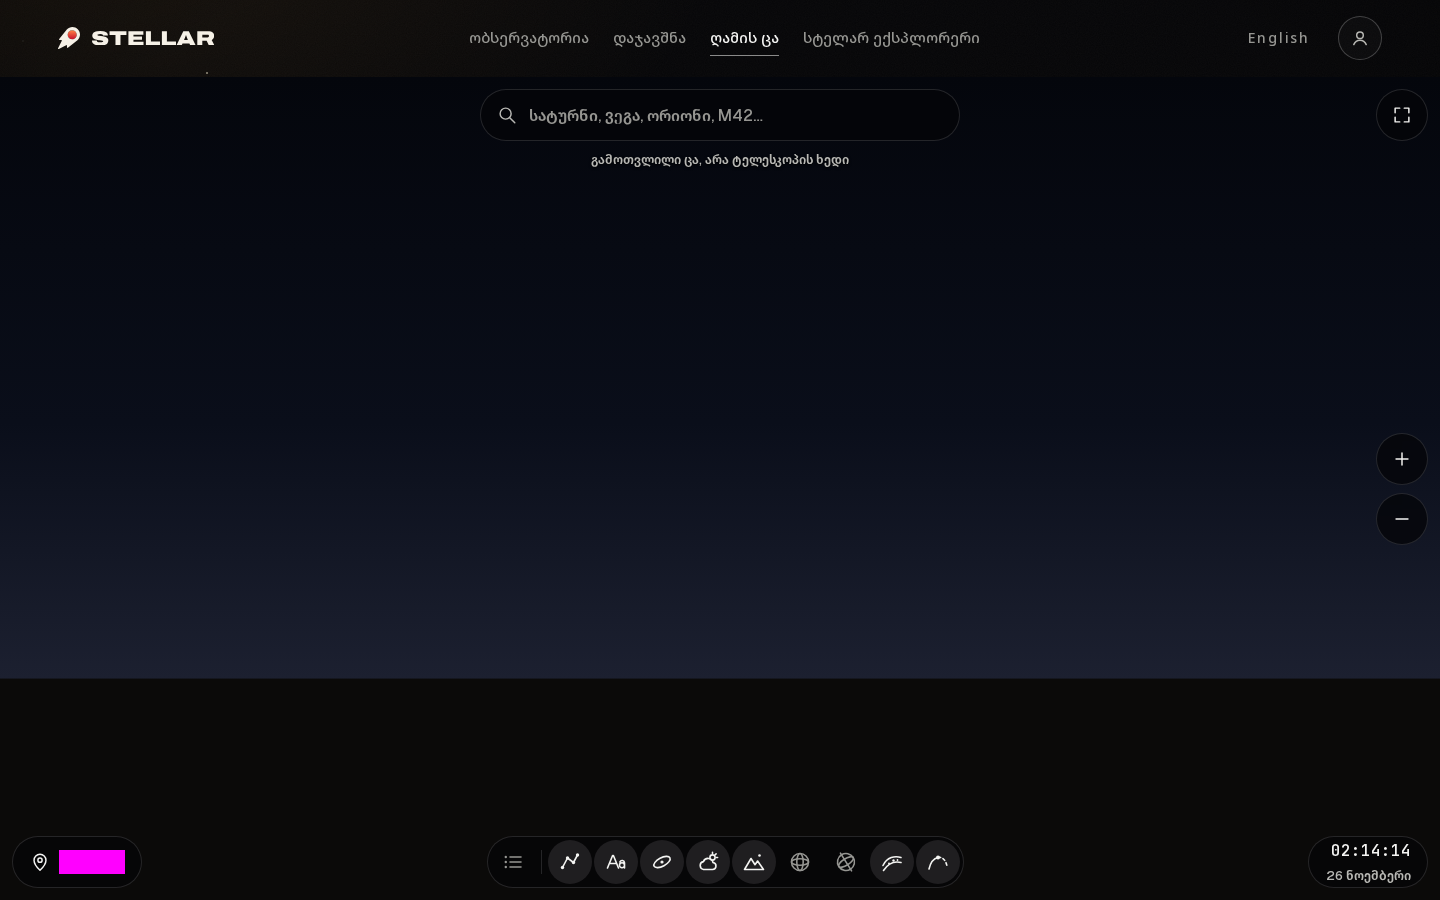 STELLAR
ობსერვატორია
დაჯავშნა
ღამის ცა
სტელარ ექსპლორერი
English
სატურნი, ვეგა, ორიონი, M42...
გამოთვლილი ცა, არა ტელესკოპის ხედი
Aa
02:14:14
26 ნოემბერი